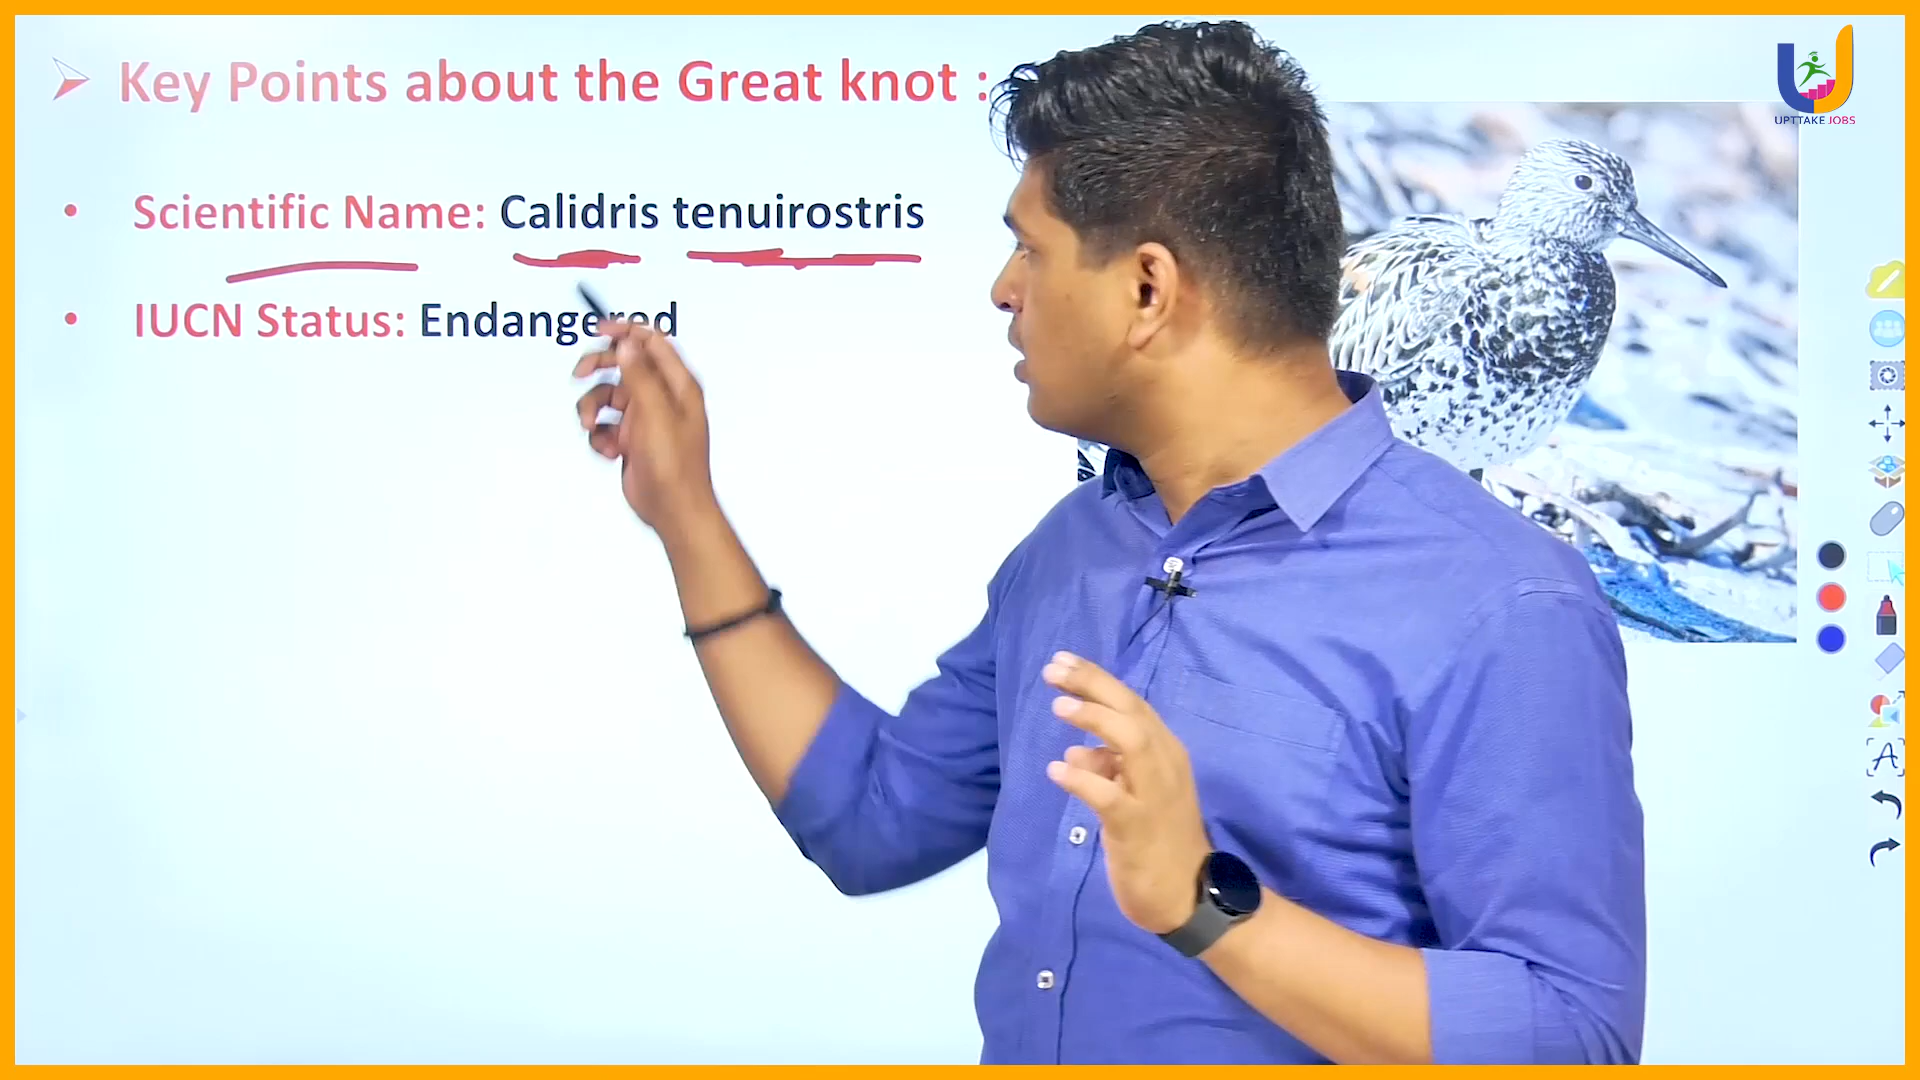 Key Points about the Great knot :
UPTTAKE JOBS
• Scientific Name: Calidris tenuirostris
• IUCN Status: Endangered
A